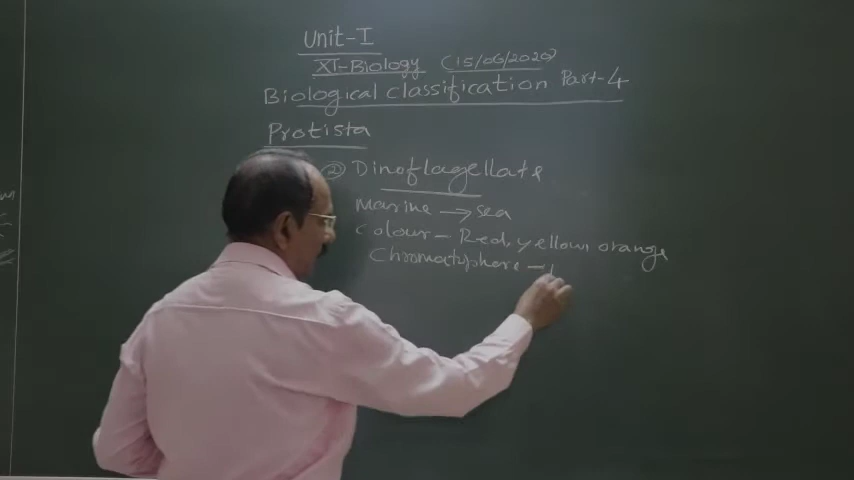 Unit-I
XI-Biology (15/06/2020)
Biological classification Part-4
Protista
② Dinoflagellate
Marine → sea
Colour - Red, yellow, orange
Chromatophore -